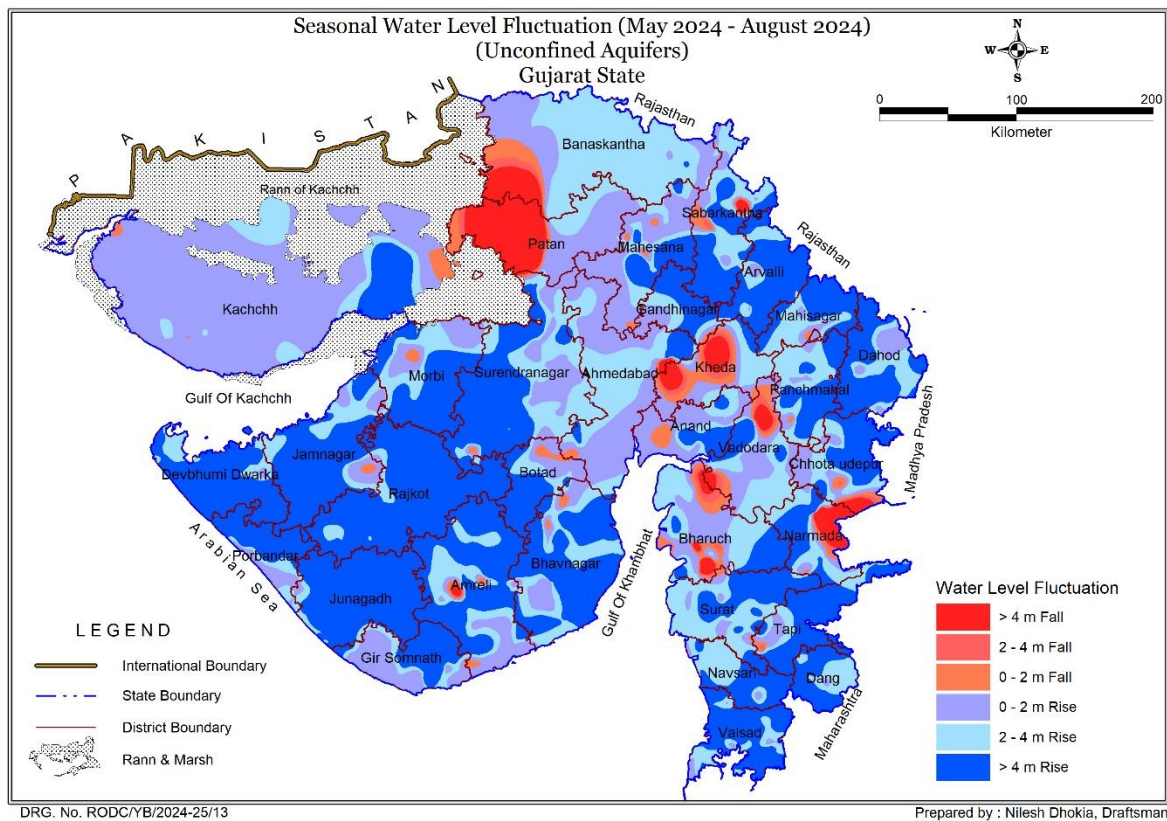 Seasonal Water Level Fluctuation (May 2024 - August 2024)
(Unconfined Aquifers)
Gujarat State
N
W E
S
0 100 200
Kilometer
PAKISTAN
Rajasthan
Banaskantha
Rann of Kachchh
Sabarkantha
Patan
Mahesana
Rajasthan
Arvalli
Kachchh
Gandhinagar
Mahisagar
Dahod
Morbi
Surendranagar
Ahmedabad
Kheda
Panchmahal
Gulf Of Kachchh
Anand
Vadodara
Madhya Pradesh
Jamnagar
Devbhumi Dwarka
Botad
Chhota udepur
Rajkot
Narmada
Bharuch
Arabian Sea
Porbandar
Bhavnagar
Amreli
Junagadh
Gulf Of Khambhat
Surat
Tapi
Gir Somnath
Navsari
Dang
Maharashtra
Valsad
LEGEND
International Boundary
State Boundary
District Boundary
Rann & Marsh
Water Level Fluctuation
> 4 m Fall
2 - 4 m Fall
0 - 2 m Fall
0 - 2 m Rise
2 - 4 m Rise
> 4 m Rise
DRG. No. RODC/YB/2024-25/13
Prepared by : Nilesh Dhokia, Draftsman